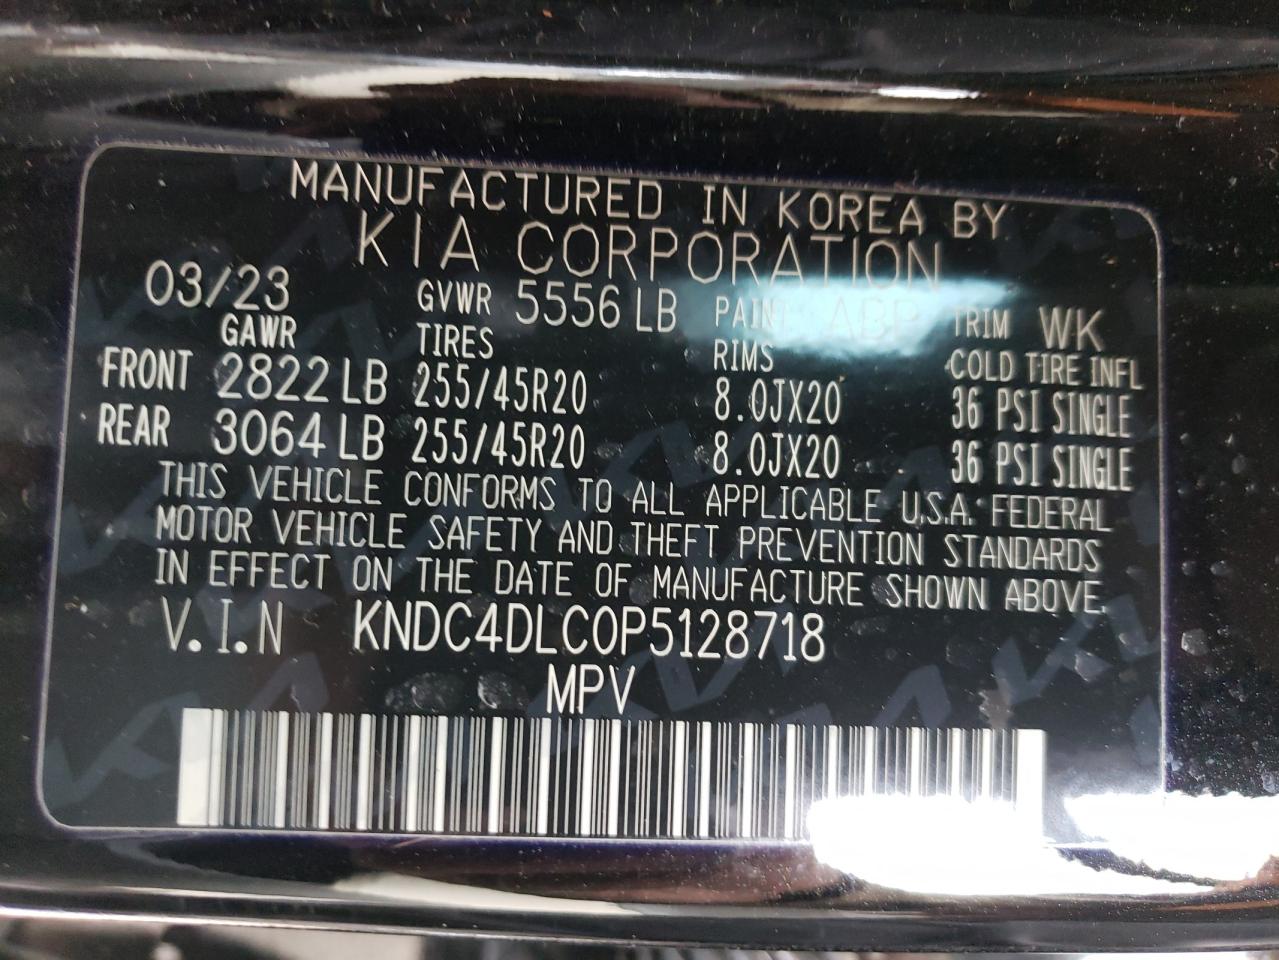 MANUFACTURED IN KOREA BY
KIA CORPORATION
03/23 GVWR 5556 LB PAINT ABP TRIM WK
GAWR TIRES RIMS COLD TIRE INFL
FRONT 2822 LB 255/45R20 8.0JX20 36 PSI SINGLE
REAR 3064 LB 255/45R20 8.0JX20 36 PSI SINGLE
THIS VEHICLE CONFORMS TO ALL APPLICABLE U.S.A. FEDERAL
MOTOR VEHICLE SAFETY AND THEFT PREVENTION STANDARDS
IN EFFECT ON THE DATE OF MANUFACTURE SHOWN ABOVE.
V.I.N KNDC4DLC0P5128718
MPV